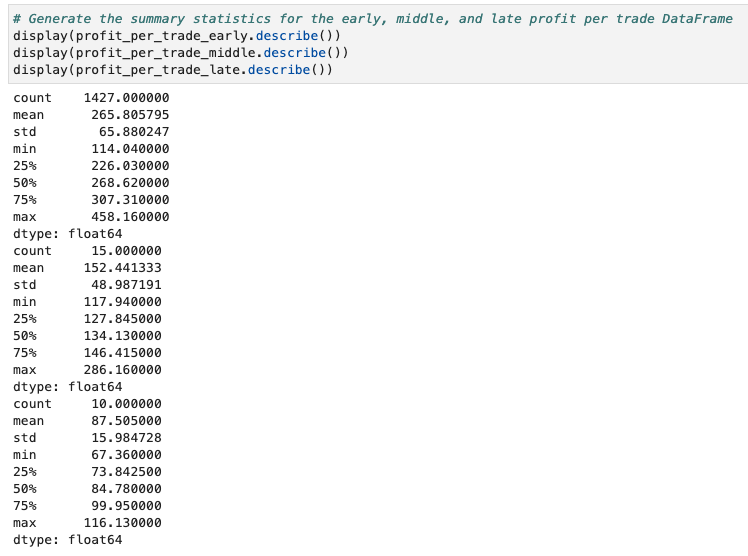 # Generate the summary statistics for the early, middle, and late profit per trade DataFrame
display(profit_per_trade_early.describe())
display(profit_per_trade_middle.describe())
display(profit_per_trade_late.describe())
count    1427.000000
mean      265.805795
std        65.880247
min       114.040000
25%       226.030000
50%       268.620000
75%       307.310000
max       458.160000
dtype: float64
count     15.000000
mean     152.441333
std       48.987191
min      117.940000
25%      127.845000
50%      134.130000
75%      146.415000
max      286.160000
dtype: float64
count     10.000000
mean      87.505000
std       15.984728
min       67.360000
25%       73.842500
50%       84.780000
75%       99.950000
max      116.130000
dtype: float64